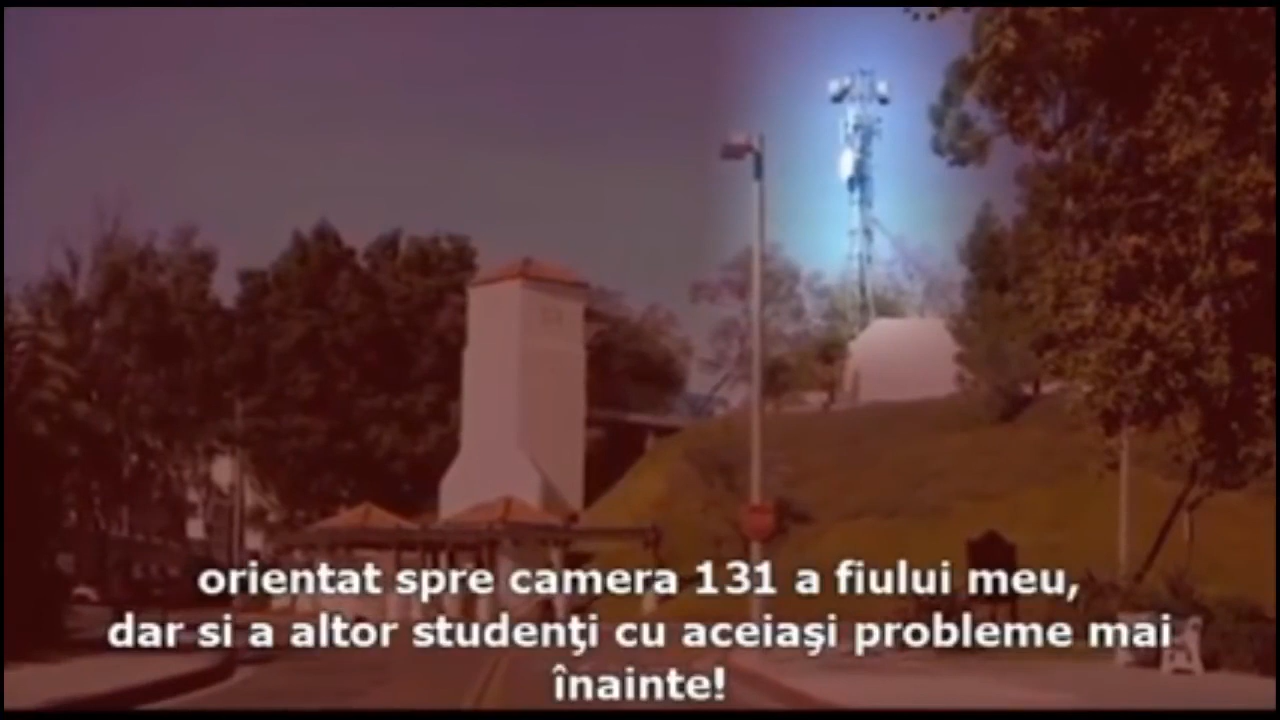 orientat spre camera 131 a fiului meu,
dar si a altor studenţi cu aceiaşi probleme mai
înainte!